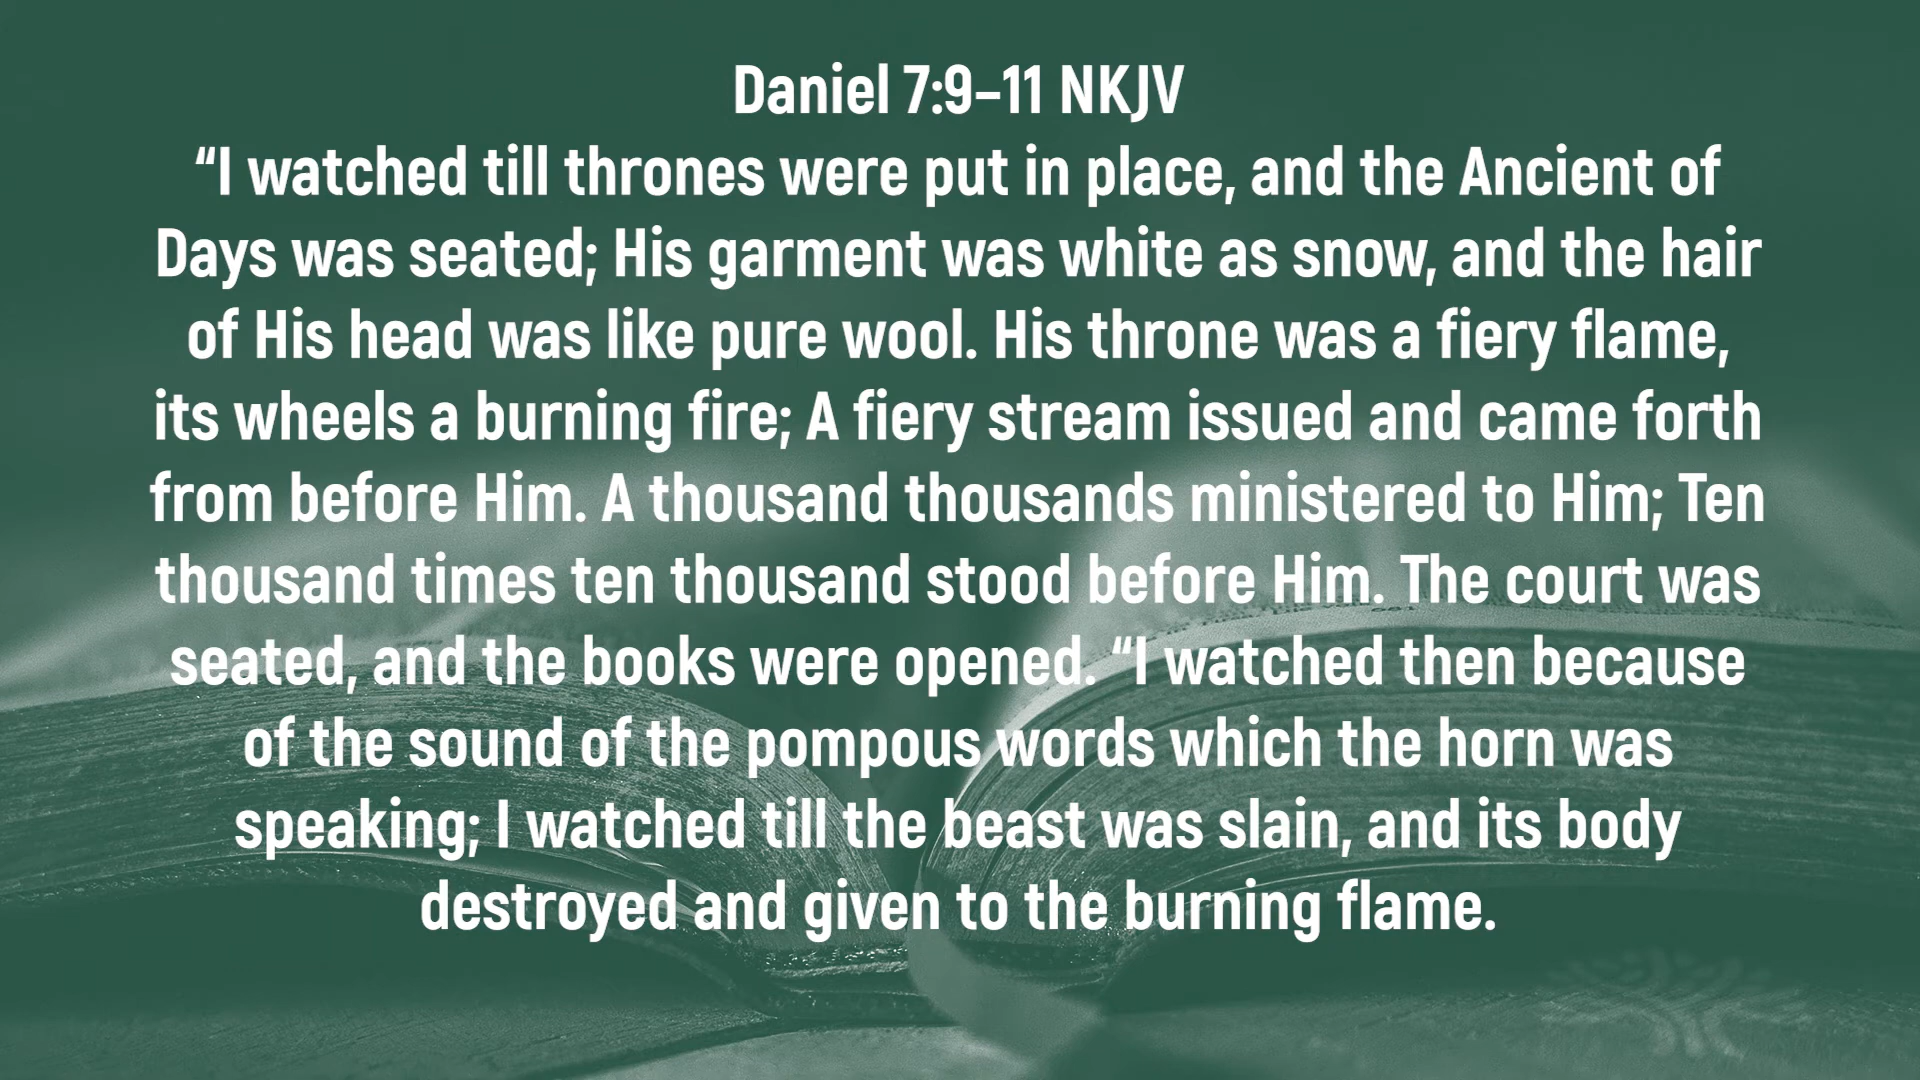 Daniel 7:9–11 NKJV
“I watched till thrones were put in place, and the Ancient of
Days was seated; His garment was white as snow, and the hair
of His head was like pure wool. His throne was a fiery flame,
its wheels a burning fire; A fiery stream issued and came forth
from before Him. A thousand thousands ministered to Him; Ten
thousand times ten thousand stood before Him. The court was
seated, and the books were opened. “I watched then because
of the sound of the pompous words which the horn was
speaking; I watched till the beast was slain, and its body
destroyed and given to the burning flame.